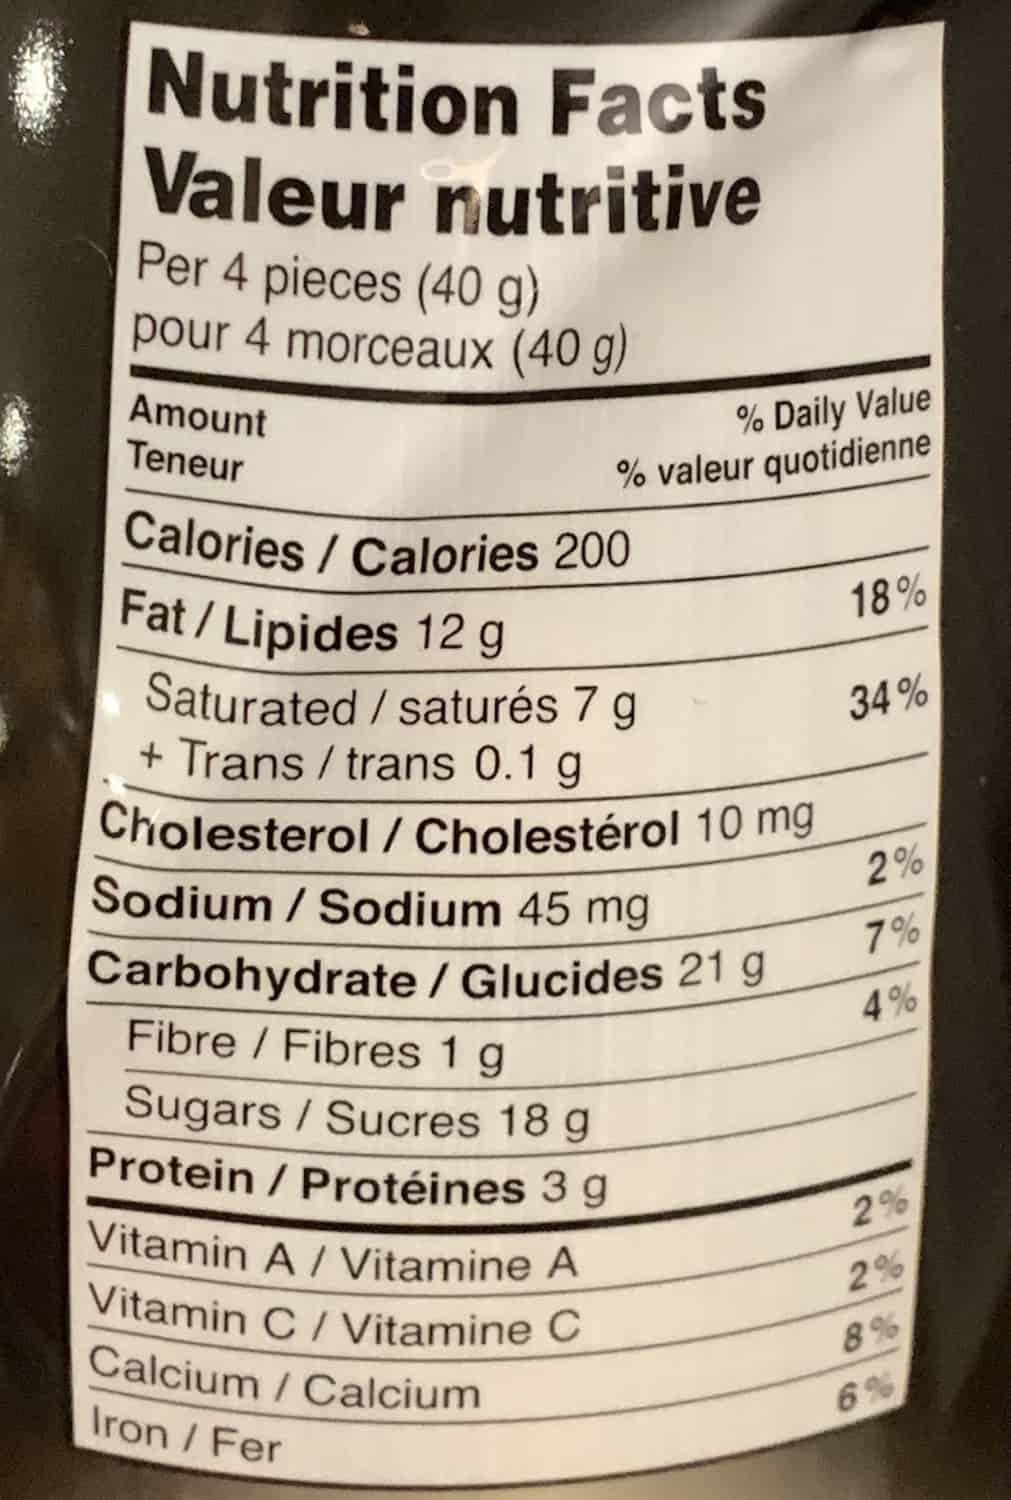 Nutrition Facts
Valeur nutritive
Per 4 pieces (40 g)
pour 4 morceaux (40 g)
Amount % Daily Value
Teneur % valeur quotidienne
Calories / Calories 200
Fat / Lipides 12 g 18 %
Saturated / saturés 7 g 34 %
+ Trans / trans 0.1 g
Cholesterol / Cholestérol 10 mg
Sodium / Sodium 45 mg 2 %
Carbohydrate / Glucides 21 g 7 %
Fibre / Fibres 1 g 4 %
Sugars / Sucres 18 g
Protein / Protéines 3 g
Vitamin A / Vitamine A 2 %
Vitamin C / Vitamine C 2 %
Calcium / Calcium 8 %
Iron / Fer 6 %